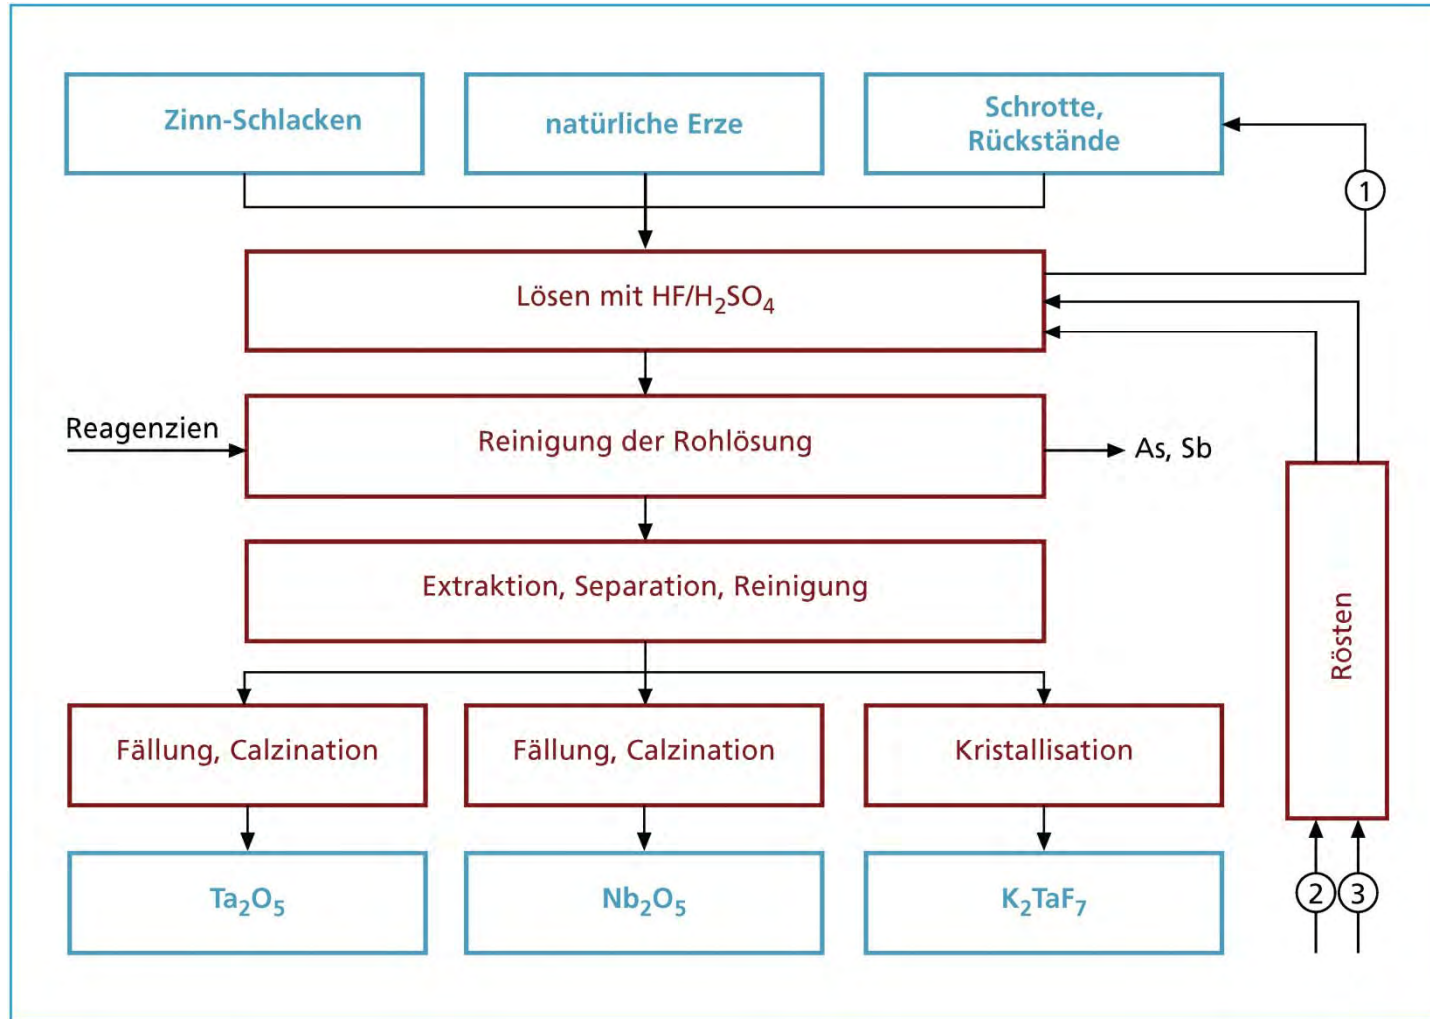 Zinn-Schlacken
natürliche Erze
Schrotte,
Rückstände
1
Lösen mit HF/H₂SO₄
Reagenzien
Reinigung der Rohlösung
As, Sb
Extraktion, Separation, Reinigung
Rösten
Fällung, Calzination
Fällung, Calzination
Kristallisation
2
3
Ta₂O₅
Nb₂O₅
K₂TaF₇